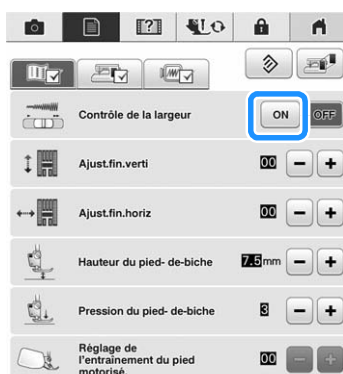 Contrôle de la largeur ON OFF
Ajust.fin.verti 00 − +
Ajust.fin.horiz 00 − +
Hauteur du pied- de-biche 7.5mm − +
Pression du pied- de-biche 3 − +
Réglage de
l'entraînement du pied 00 − +
motorisé.